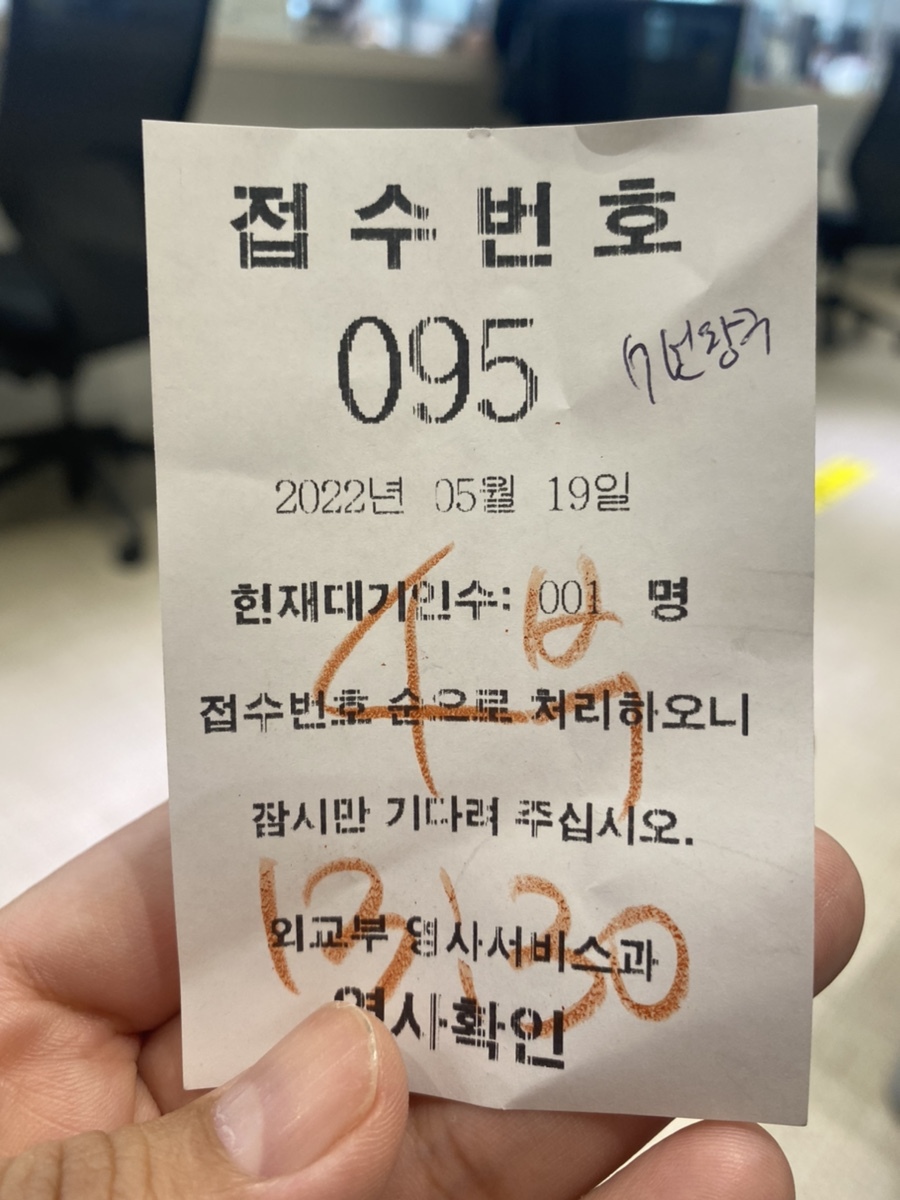 접수번호
095
7번창구
2022년 05월 19일
현재대기인수: 001 명
접수번호 순으로 처리하오니
잠시만 기다려 주십시오.
13:30
외교부 영사서비스과
영사확인